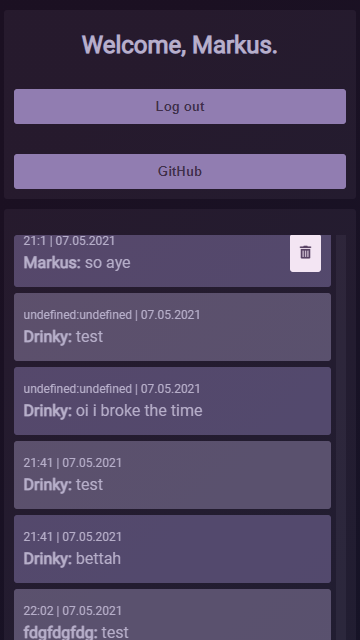 Welcome, Markus.
Log out
GitHub
21:1 | 07.05.2021
Markus: so aye
undefined:undefined | 07.05.2021
Drinky: test
undefined:undefined | 07.05.2021
Drinky: oi i broke the time
21:41 | 07.05.2021
Drinky: test
21:41 | 07.05.2021
Drinky: bettah
22:02 | 07.05.2021
fdgfdgfdg: test